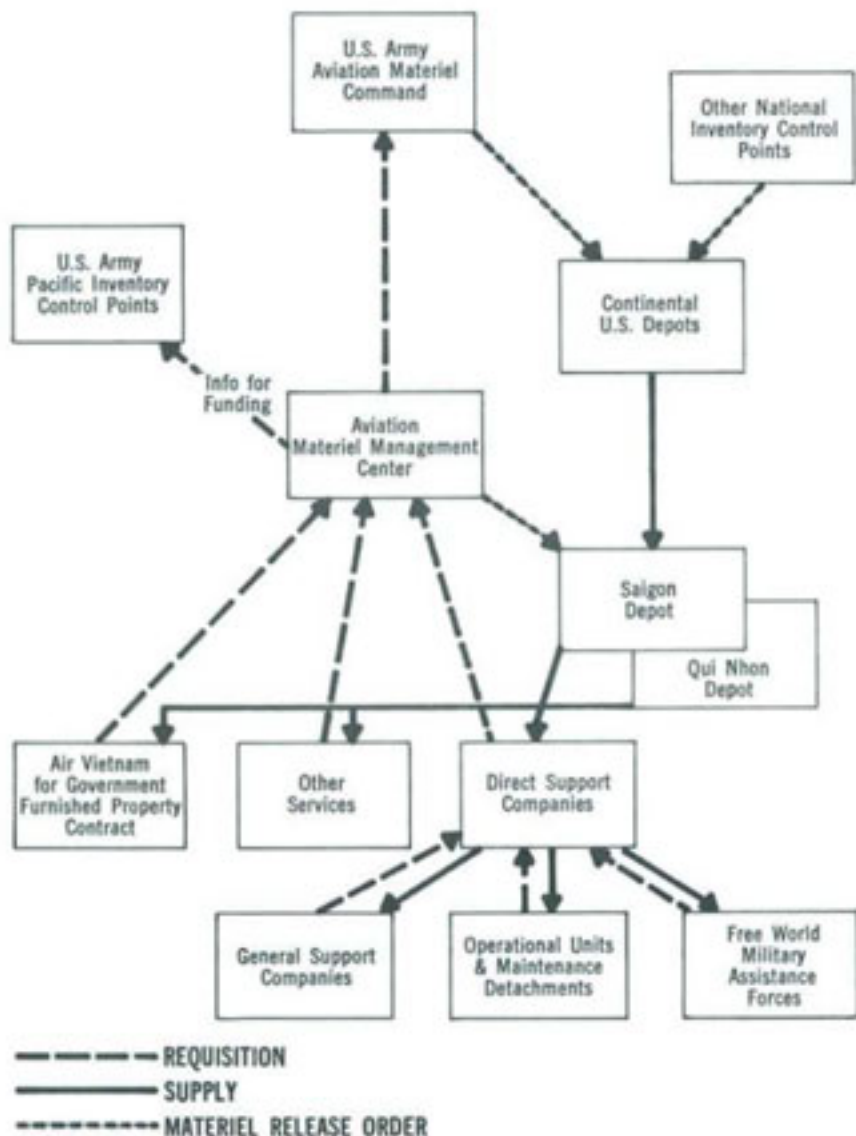 U.S. Army
Aviation Materiel
Command
Other National
Inventory Control
Points
U.S. Army
Pacific Inventory
Control Points
Continental
U.S. Depots
Info for
Funding
Aviation
Materiel Management
Center
Saigon
Depot
Qui Nhon
Depot
Air Vietnam
for Government
Furnished Property
Contract
Other
Services
Direct Support
Companies
General Support
Companies
Operational Units
& Maintenance
Detachments
Free World
Military
Assistance
Forces
REQUISITION
SUPPLY
MATERIEL RELEASE ORDER